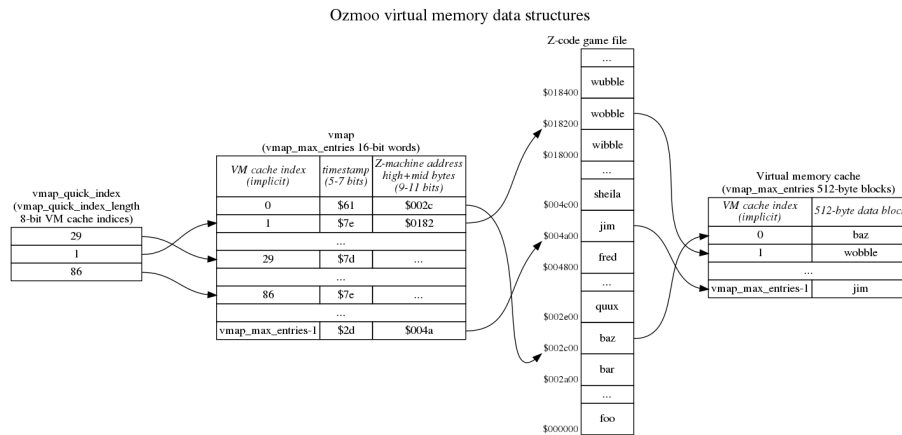 Ozmoo virtual memory data structures
vmap_quick_index
(vmap_quick_index_length
8-bit VM cache indices)
29
1
86
vmap
(vmap_max_entries 16-bit words)
VM cache index
(implicit)
timestamp
(5-7 bits)
Z-machine address
high+mid bytes
(9-11 bits)
0 $61 $002c
1 $7e $0182
...
29 $7d ...
...
86 $7e ...
...
vmap_max_entries-1 $2d $004a
Z-code game file
...
wubble
$018400
wobble
$018200
wibble
$018000
...
sheila
$004c00
jim
$004a00
fred
$004800
...
quux
$002e00
baz
$002c00
bar
$002a00
...
foo
$000000
Virtual memory cache
(vmap_max_entries 512-byte blocks)
VM cache index
(implicit)
512-byte data block
0 baz
1 wobble
...
vmap_max_entries-1 jim